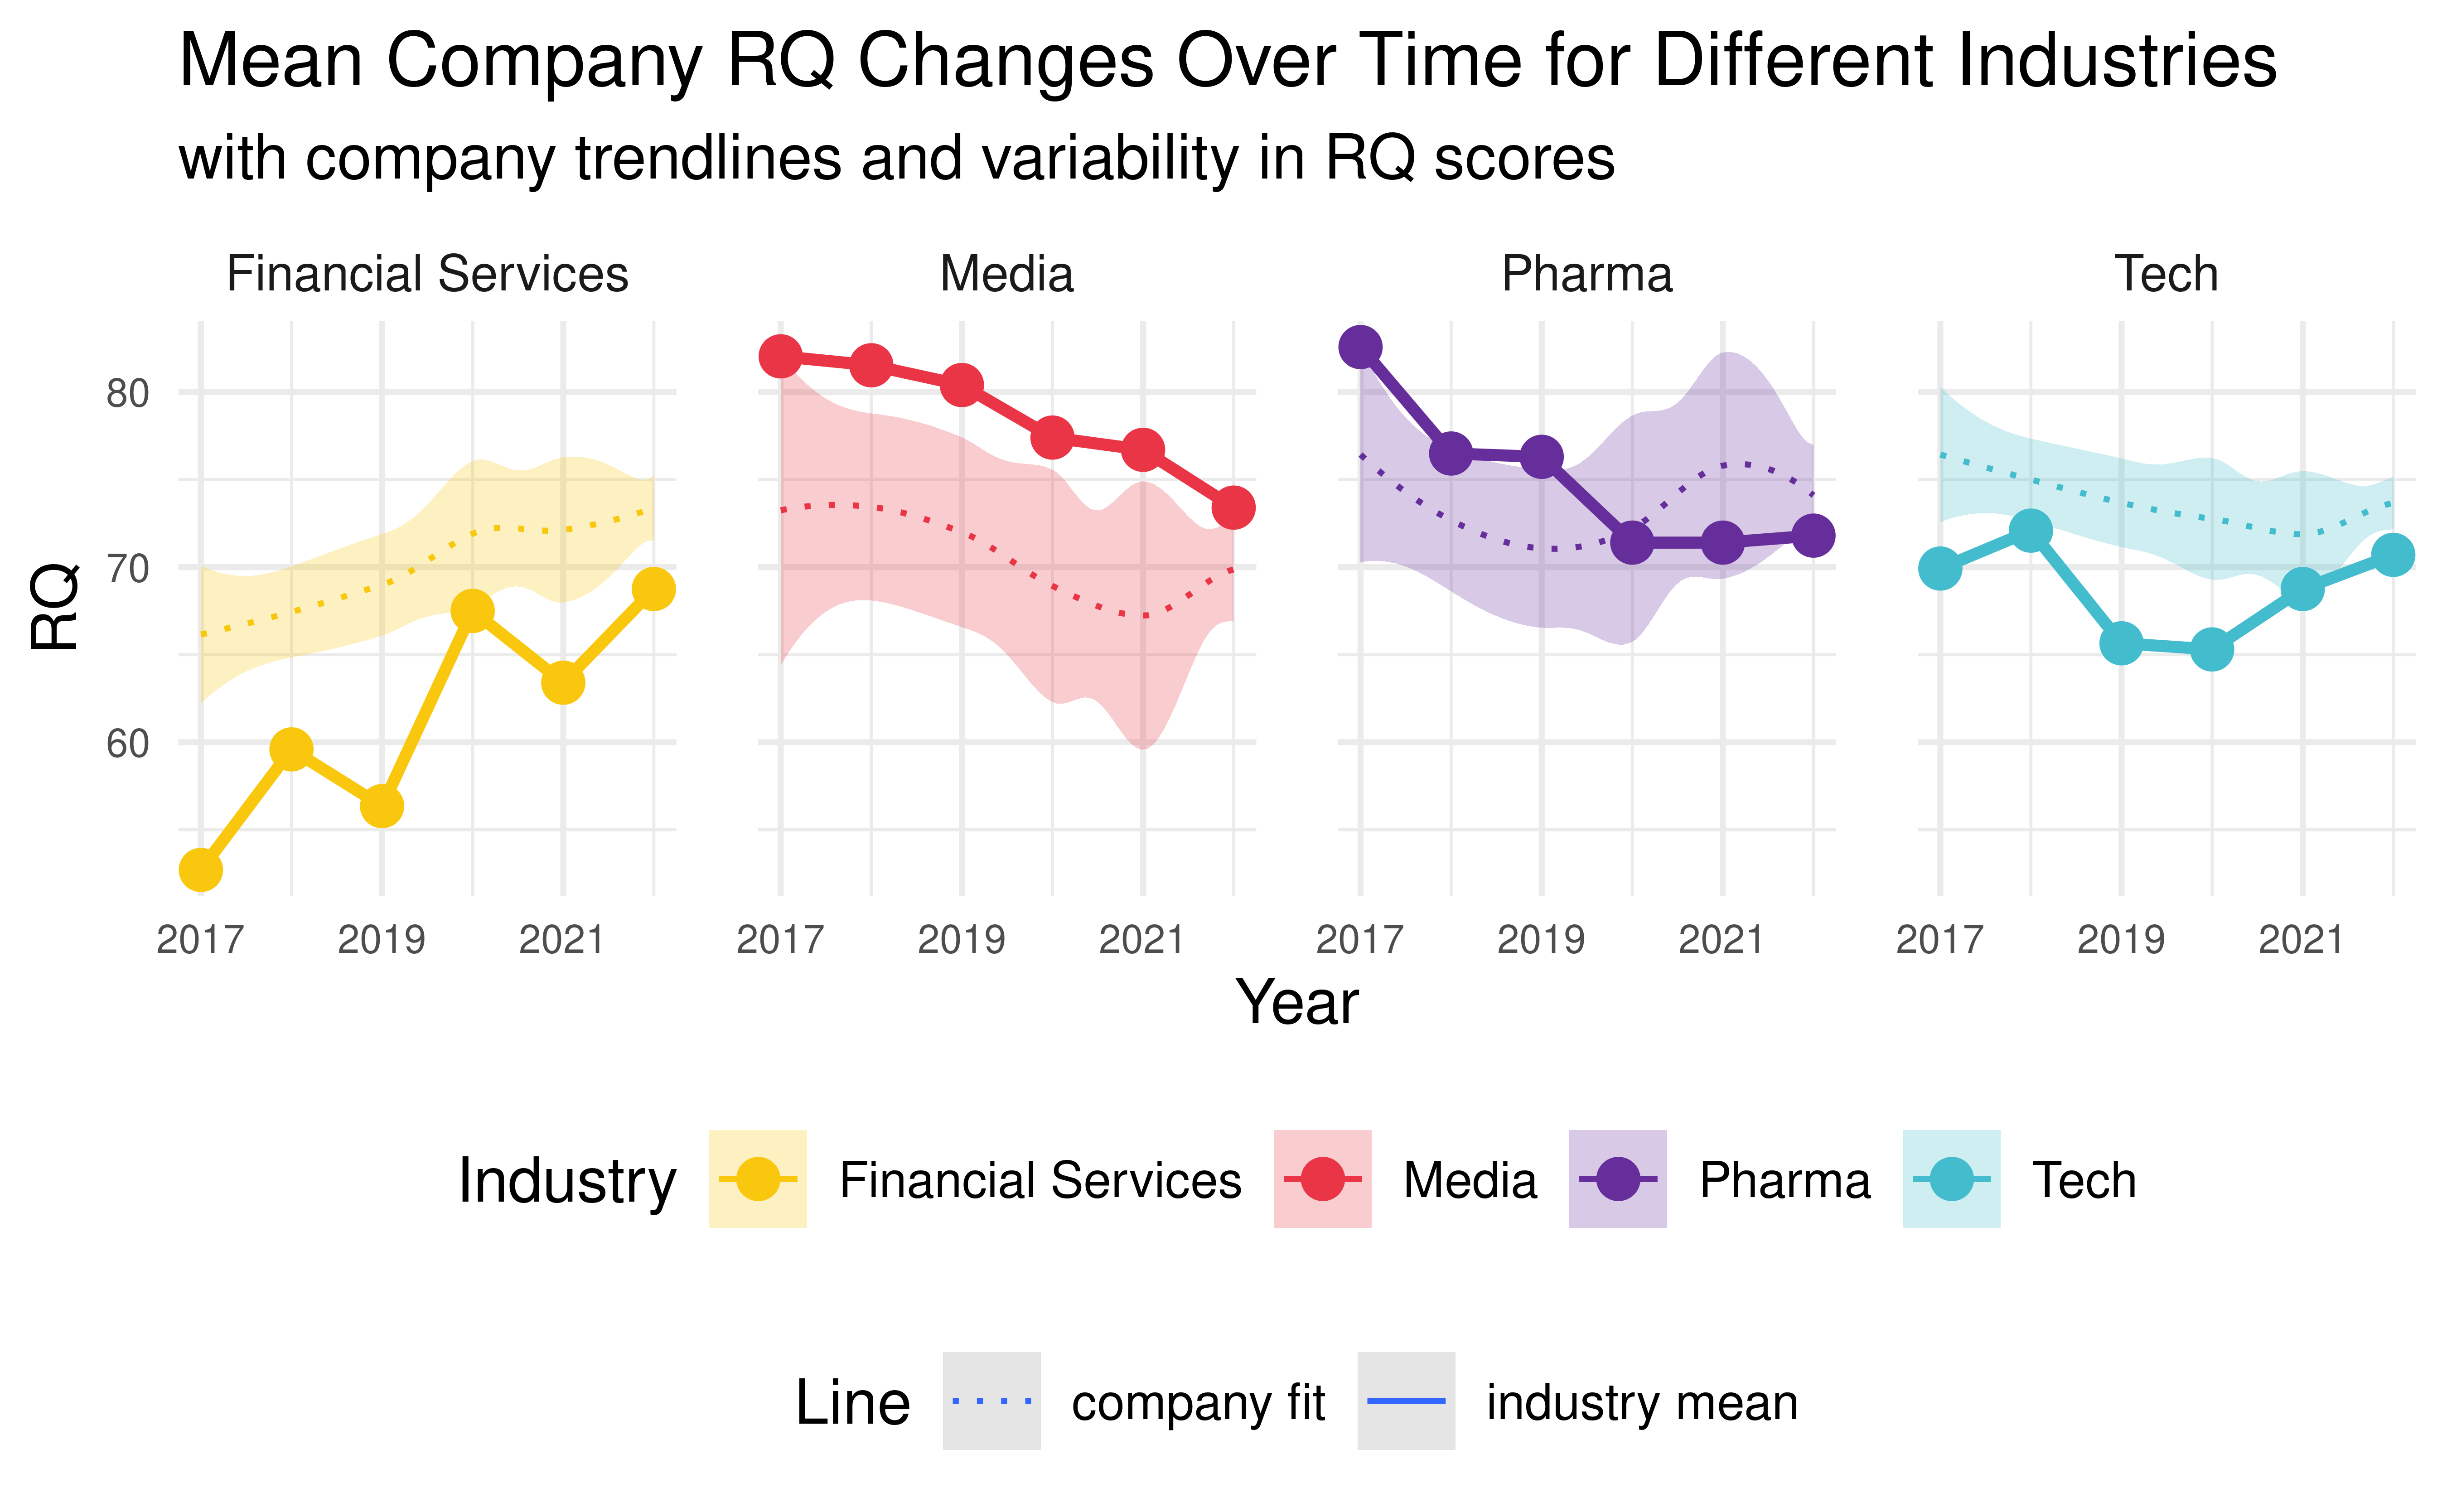 Mean Company RQ Changes Over Time for Different Industries
with company trendlines and variability in RQ scores
Financial Services Media Pharma Tech
80
70
60
RQ
2017 2019 2021 2017 2019 2021 2017 2019 2021 2017 2019 2021
Year
Industry Financial Services Media Pharma Tech
Line company fit industry mean